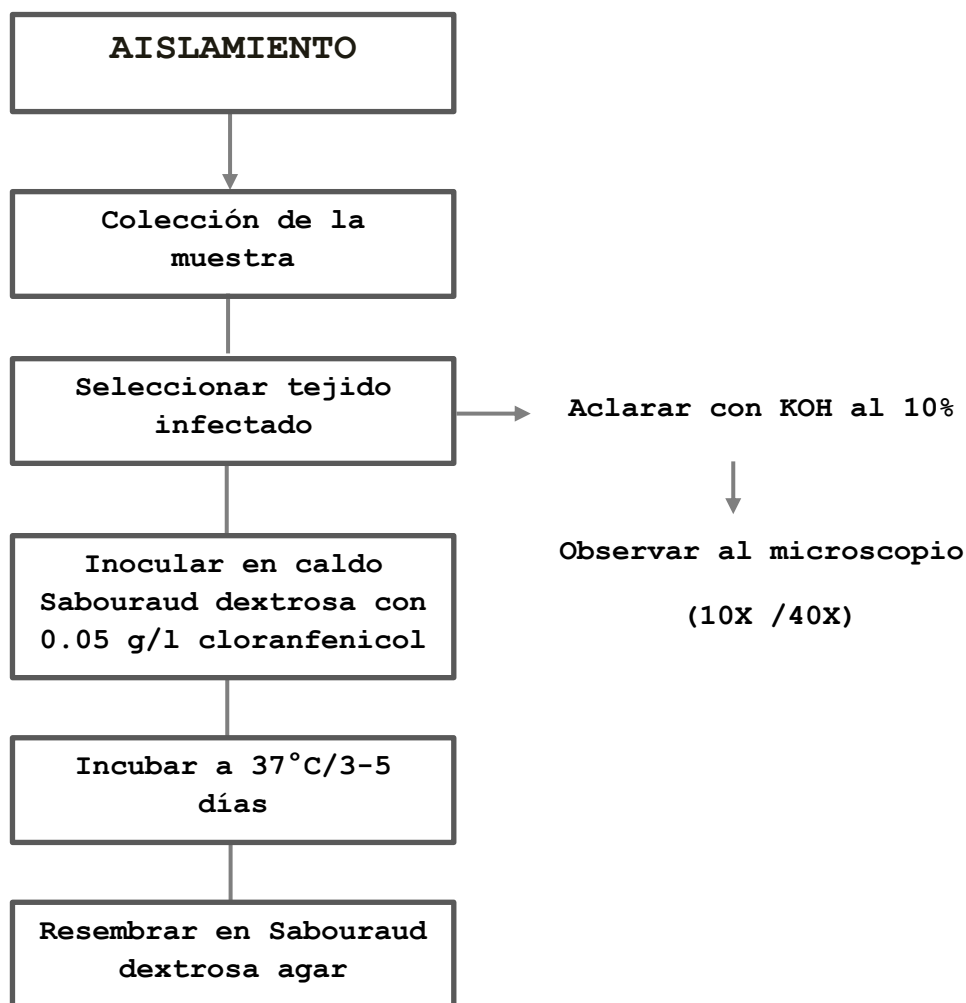 AISLAMIENTO
Colección de la
muestra
Seleccionar tejido
infectado
Aclarar con KOH al 10%
Observar al microscopio
(10X /40X)
Inocular en caldo
Sabouraud dextrosa con
0.05 g/l cloranfenicol
Incubar a 37°C/3-5
días
Resembrar en Sabouraud
dextrosa agar